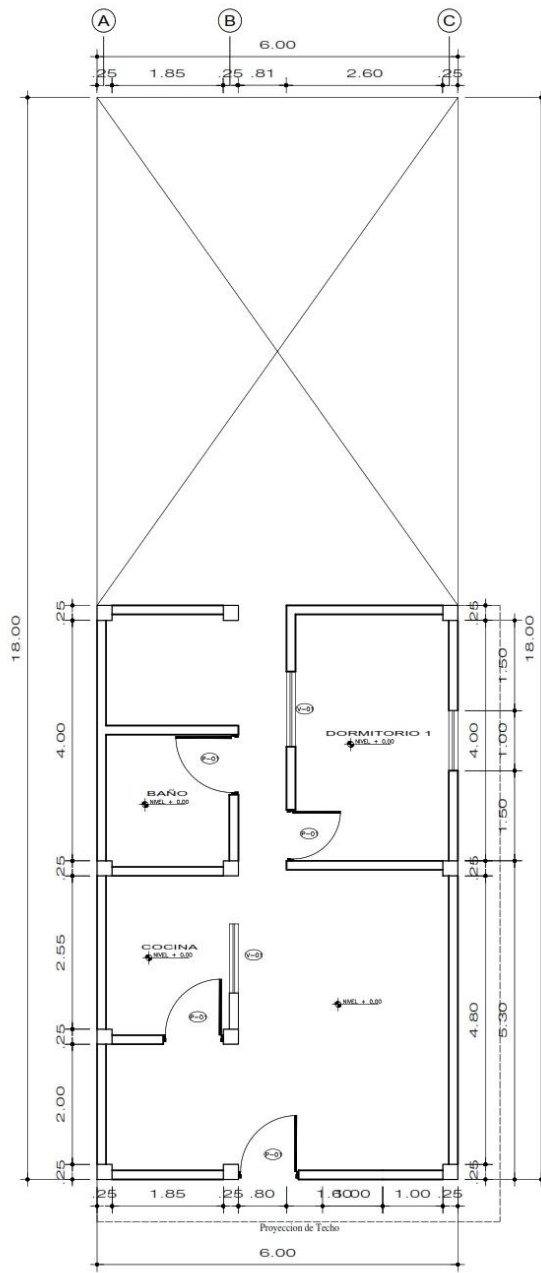 A B C
6.00
.25 1.85 .25 .81 2.60 .25
18.00
18.00
.25 .25
1.50
V-01
DORMITORIO 1
NIVEL + 0.00
4.00 4.00
1.00
P-01
BAÑO
NIVEL + 0.00
1.50
P-01
.25 .25
COCINA
NIVEL + 0.00
V-01
2.55
NIVEL + 0.00
4.80
5.30
P-01
.25
2.00
P-01
.25 .25
.25 1.85 .25 .80 1.00 1.00 .25
Proyeccion de Techo
6.00